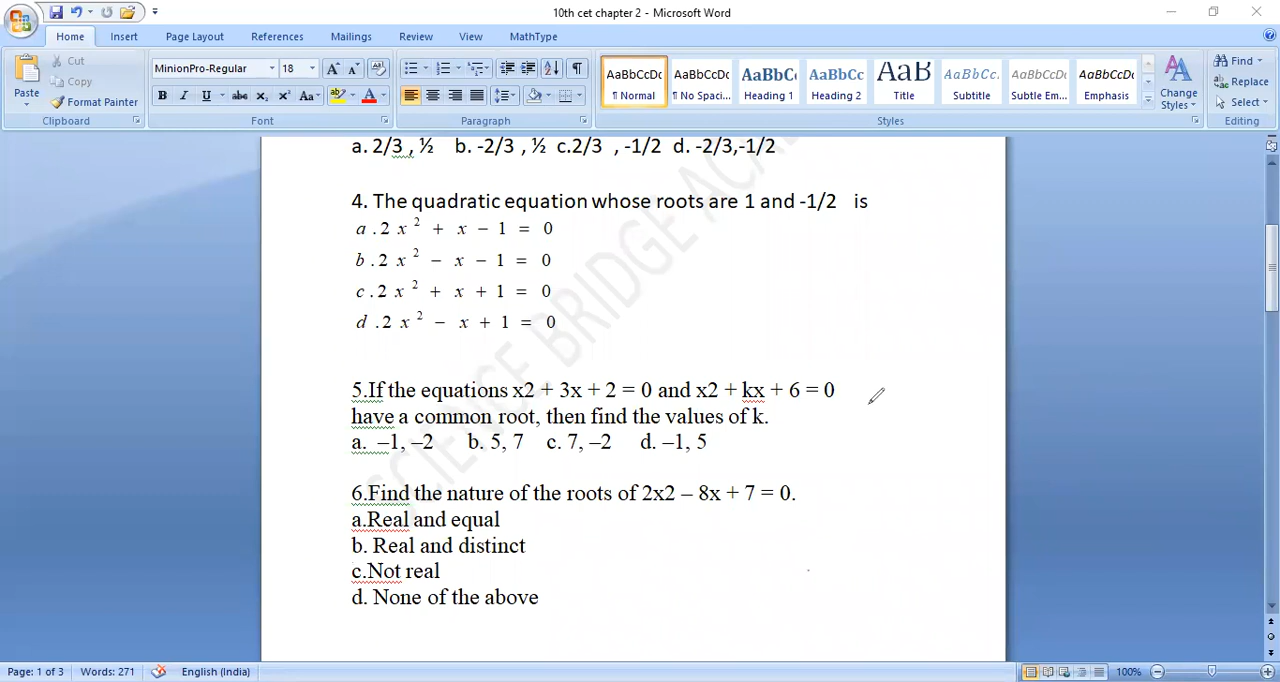 10th cet chapter 2 - Microsoft Word
Home Insert Page Layout References Mailings Review View MathType
Paste Cut Copy Format Painter Clipboard
MinionPro-Regular 18 Font
Paragraph
AaBbCcDc AaBbCcDc AaBbC AaBbCc AaB AaBbCc. AaBbCcDc AaBbCcDc
¶ Normal ¶ No Spaci... Heading 1 Heading 2 Title Subtitle Subtle Em... Emphasis
Change Styles Styles
Find Replace Select Editing
a. 2/3 , ½ b. -2/3 , ½ c.2/3 , -1/2 d. -2/3,-1/2
4. The quadratic equation whose roots are 1 and -1/2 is
a .2 x ² + x − 1 = 0
b .2 x ² − x − 1 = 0
c .2 x ² + x + 1 = 0
d .2 x ² − x + 1 = 0
5.If the equations x2 + 3x + 2 = 0 and x2 + kx + 6 = 0
have a common root, then find the values of k.
a. –1, –2 b. 5, 7 c. 7, –2 d. –1, 5
6.Find the nature of the roots of 2x2 – 8x + 7 = 0.
a.Real and equal
b. Real and distinct
c.Not real
d. None of the above
SCIENCE BRIDGE ACA
Page: 1 of 3 Words: 271 English (India) 100%